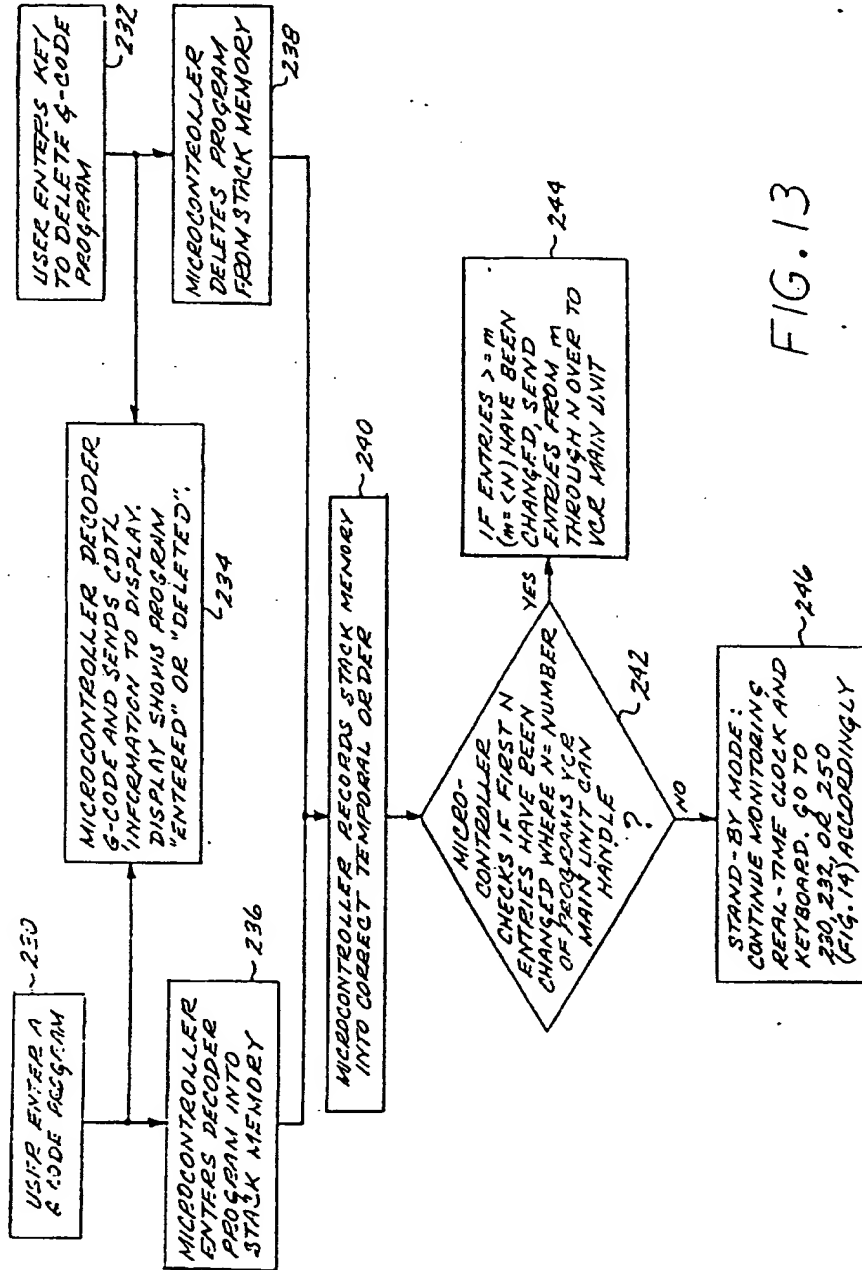 USER ENTER A
G CODE PROGRAM
230
USER ENTERS KEY
TO DELETE G-CODE
PROGRAM
232
MICROCONTROLLER DECODER
G-CODE AND SENDS CDTL
INFORMATION TO DISPLAY.
DISPLAY SHOWS PROGRAM
"ENTERED" OR "DELETED".
234
MICROCONTROLLER
ENTERS DECODER
PROGRAM INTO
STACK MEMORY
236
MICROCONTROLLER
DELETES PROGRAM
FROM STACK MEMORY
238
MICROCONTROLLER RECORDS STACK MEMORY
INTO CORRECT TEMPORAL ORDER
240
MICRO-
CONTROLLER
CHECKS IF FIRST N
ENTRIES HAVE BEEN
CHANGED WHERE N= NUMBER
OF PROGRAMS VCR
MAIN UNIT CAN
HANDLE
?
242
YES
IF ENTRIES >=m
(m=<N) HAVE BEEN
CHANGED, SEND
ENTRIES FROM m
THROUGH N OVER TO
VCR MAIN UNIT
244
NO
STAND-BY MODE:
CONTINUE MONITORING
REAL-TIME CLOCK AND
KEYBOARD. GO TO
230, 232, OR 250
(FIG. 14) ACCORDINGLY
246
FIG. 13